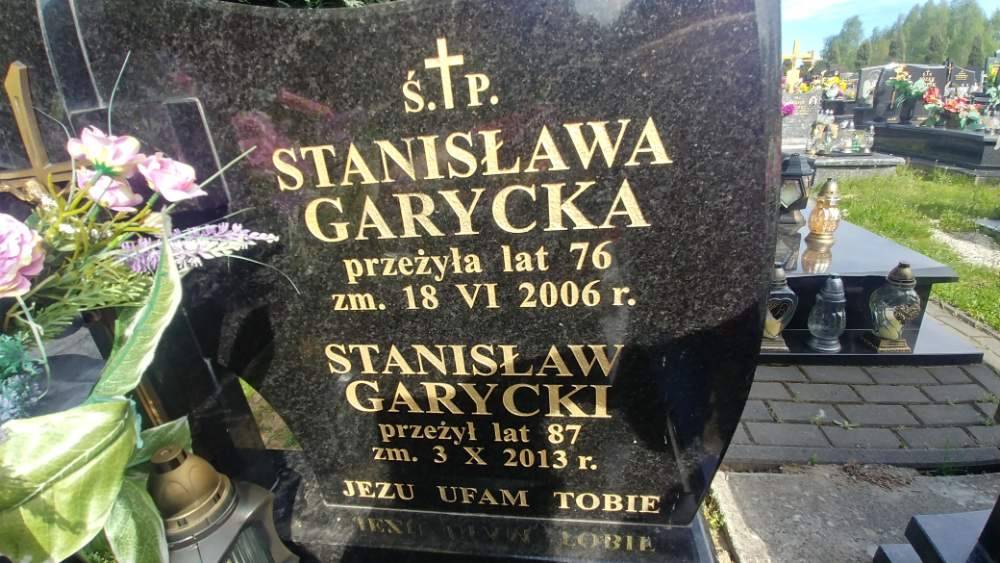 Ś. P.
STANISŁAWA
GARYCKA
przeżyła lat 76
zm. 18 VI 2006 r.
STANISŁAW
GARYCKI
przeżył lat 87
zm. 3 X 2013 r.
JEZU UFAM TOBIE